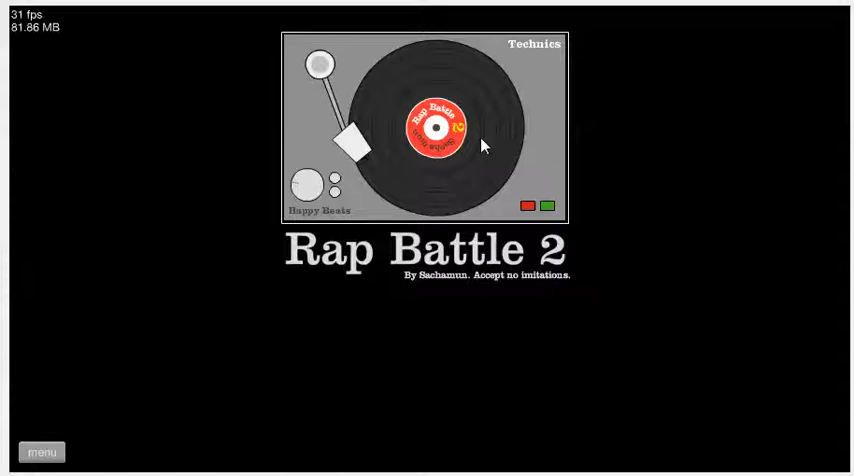 31 fps
81.86 MB
Technics
Rap Battle 2
Happy Beats
Rap Battle 2
By Sachamun. Accept no imitations.
menu